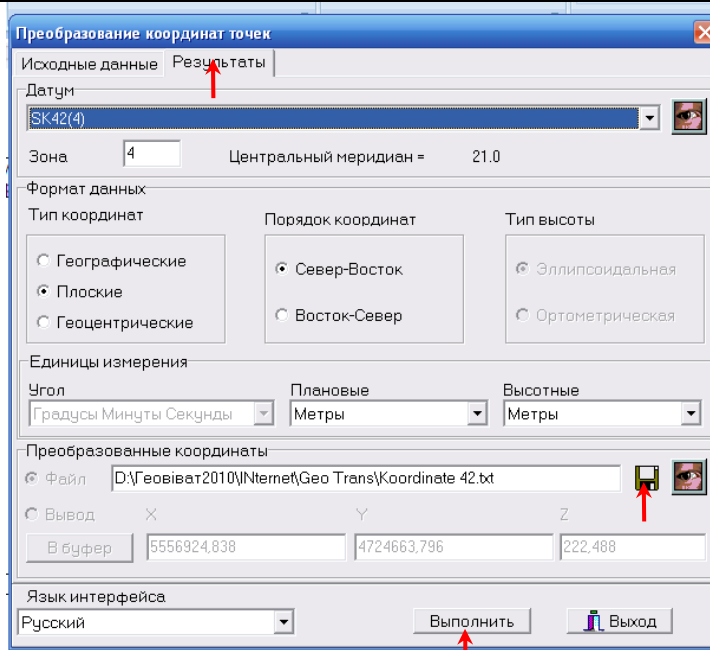 Преобразование координат точек
Исходные данные Результаты
Датум
SK42(4)
Зона 4 Центральный меридиан = 21.0
Формат данных
Тип координат Порядок координат Тип высоты
Географические Север-Восток Эллипсоидальная
Плоские
Геоцентрические Восток-Север Ортометрическая
Единицы измерения
Угол Плановые Высотные
Градусы Минуты Секунды Метры Метры
Преобразованные координаты
Файл D:\Геовіват2010\INternet\Geo Trans\Koordinate 42.txt
Вывод X Y Z
В буфер 5556924,838 4724663,796 222,488
Язык интерфейса
Русский Выполнить Выход